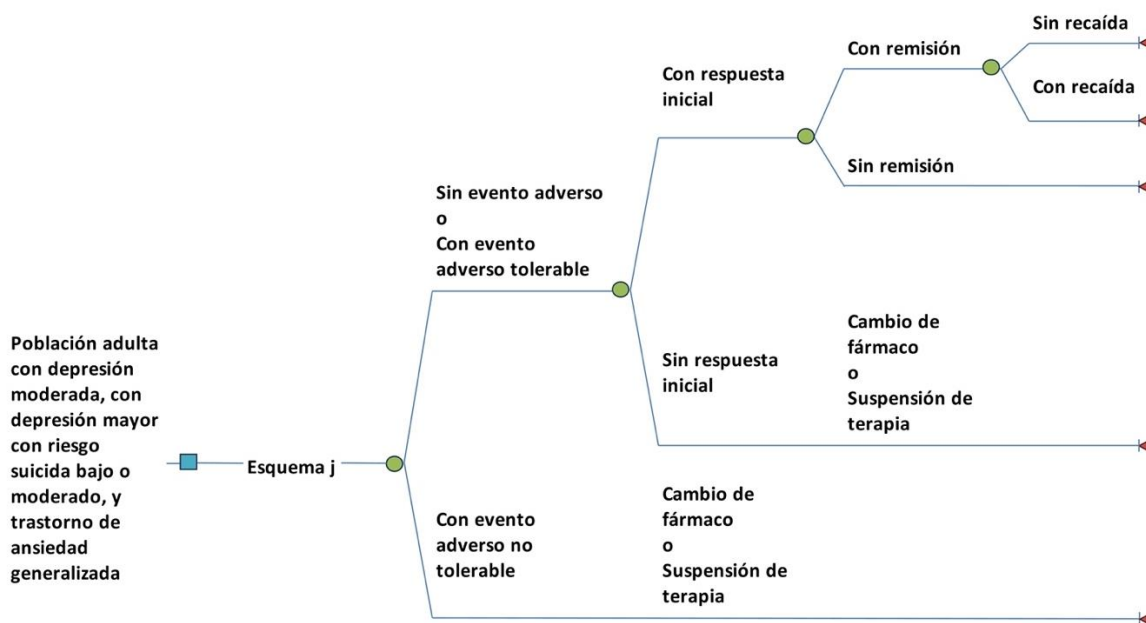 Sin recaída
Con remisión
Con respuesta
inicial
Con recaída
Sin remisión
Sin evento adverso
o
Con evento
adverso tolerable
Población adulta
con depresión
moderada, con
depresión mayor
con riesgo
suicida bajo o
moderado, y
trastorno de
ansiedad
generalizada
Esquema j
Sin respuesta
inicial
Cambio de
fármaco
o
Suspensión de
terapia
Con evento
adverso no
tolerable
Cambio de
fármaco
o
Suspensión de
terapia